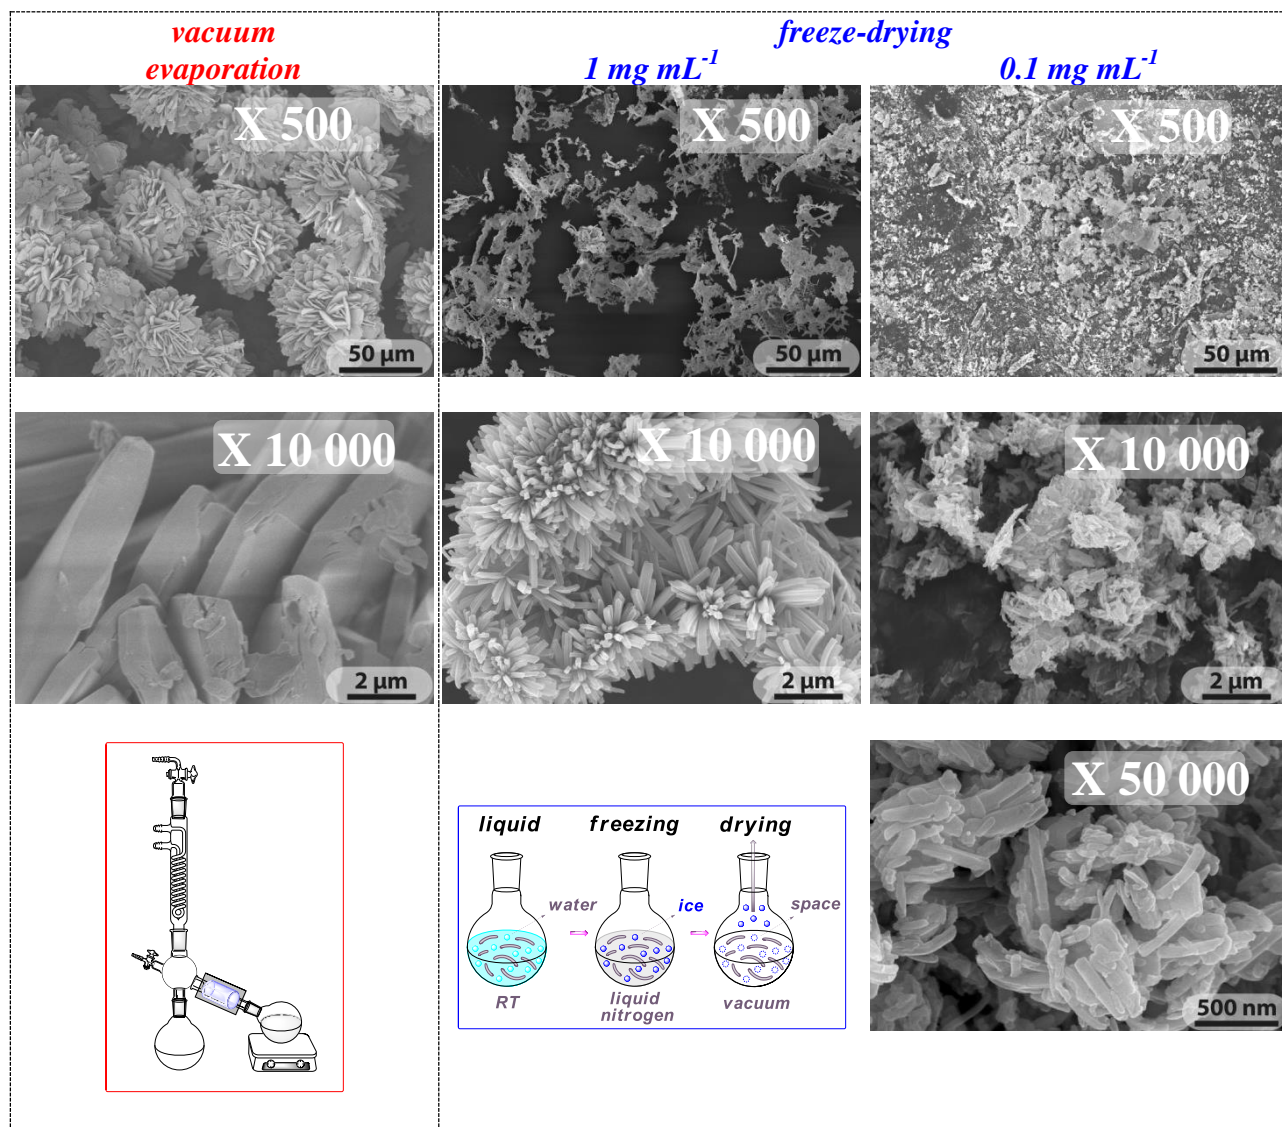 vacuum
evaporation
freeze-drying
1 mg mL⁻¹
0.1 mg mL⁻¹
X 500
50 µm
X 500
50 µm
X 500
50 µm
X 10 000
2 µm
X 10 000
2 µm
X 10 000
2 µm
X 50 000
500 nm
liquid
freezing
drying
water
ice
space
RT
liquid
nitrogen
vacuum